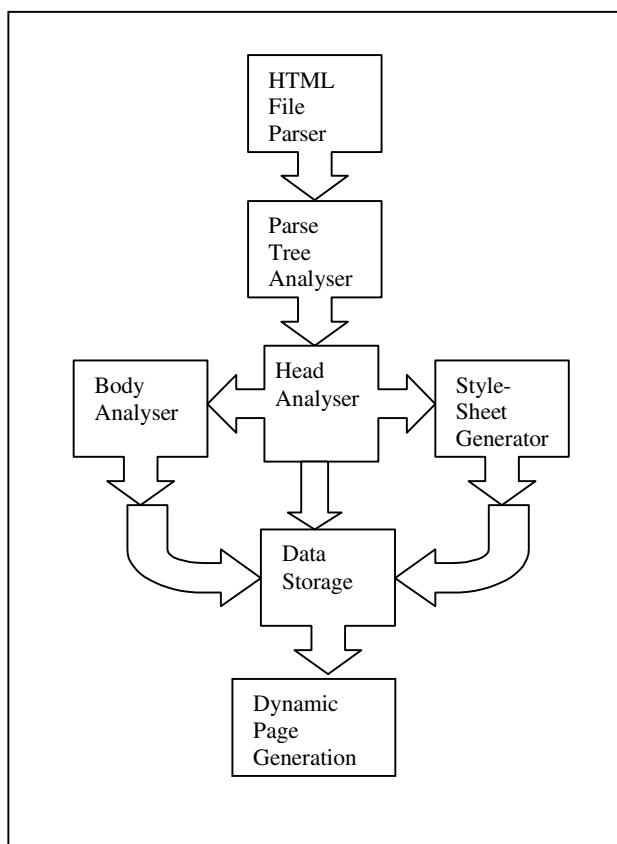 HTML
File
Parser
Parse
Tree
Analyser
Head
Analyser
Body
Analyser
Style-
Sheet
Generator
Data
Storage
Dynamic
Page
Generation